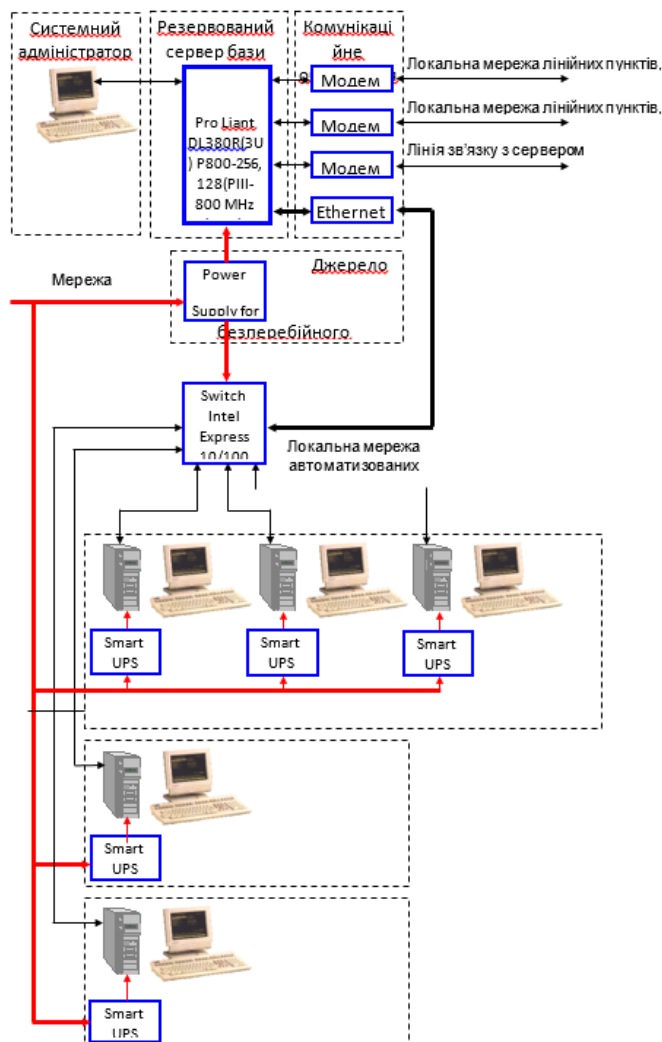 Системний
адміністратор
Резервований
сервер бази
Комунікаці
йне
Модем
Модем
Модем
Ethernet
Pro Liant
DL380R(3U
) P800-256,
128(PIII-
800 MHz
Локальна мережа лінійних пунктів,
Локальна мережа лінійних пунктів,
Лінія зв’язку з сервером
Мережа
Джерело
Power
Supply for
безперебійного
Switch
Intel
Express
10/100
Локальна мережа
автоматизованих
Smart
UPS
Smart
UPS
Smart
UPS
Smart
UPS
Smart
UPS